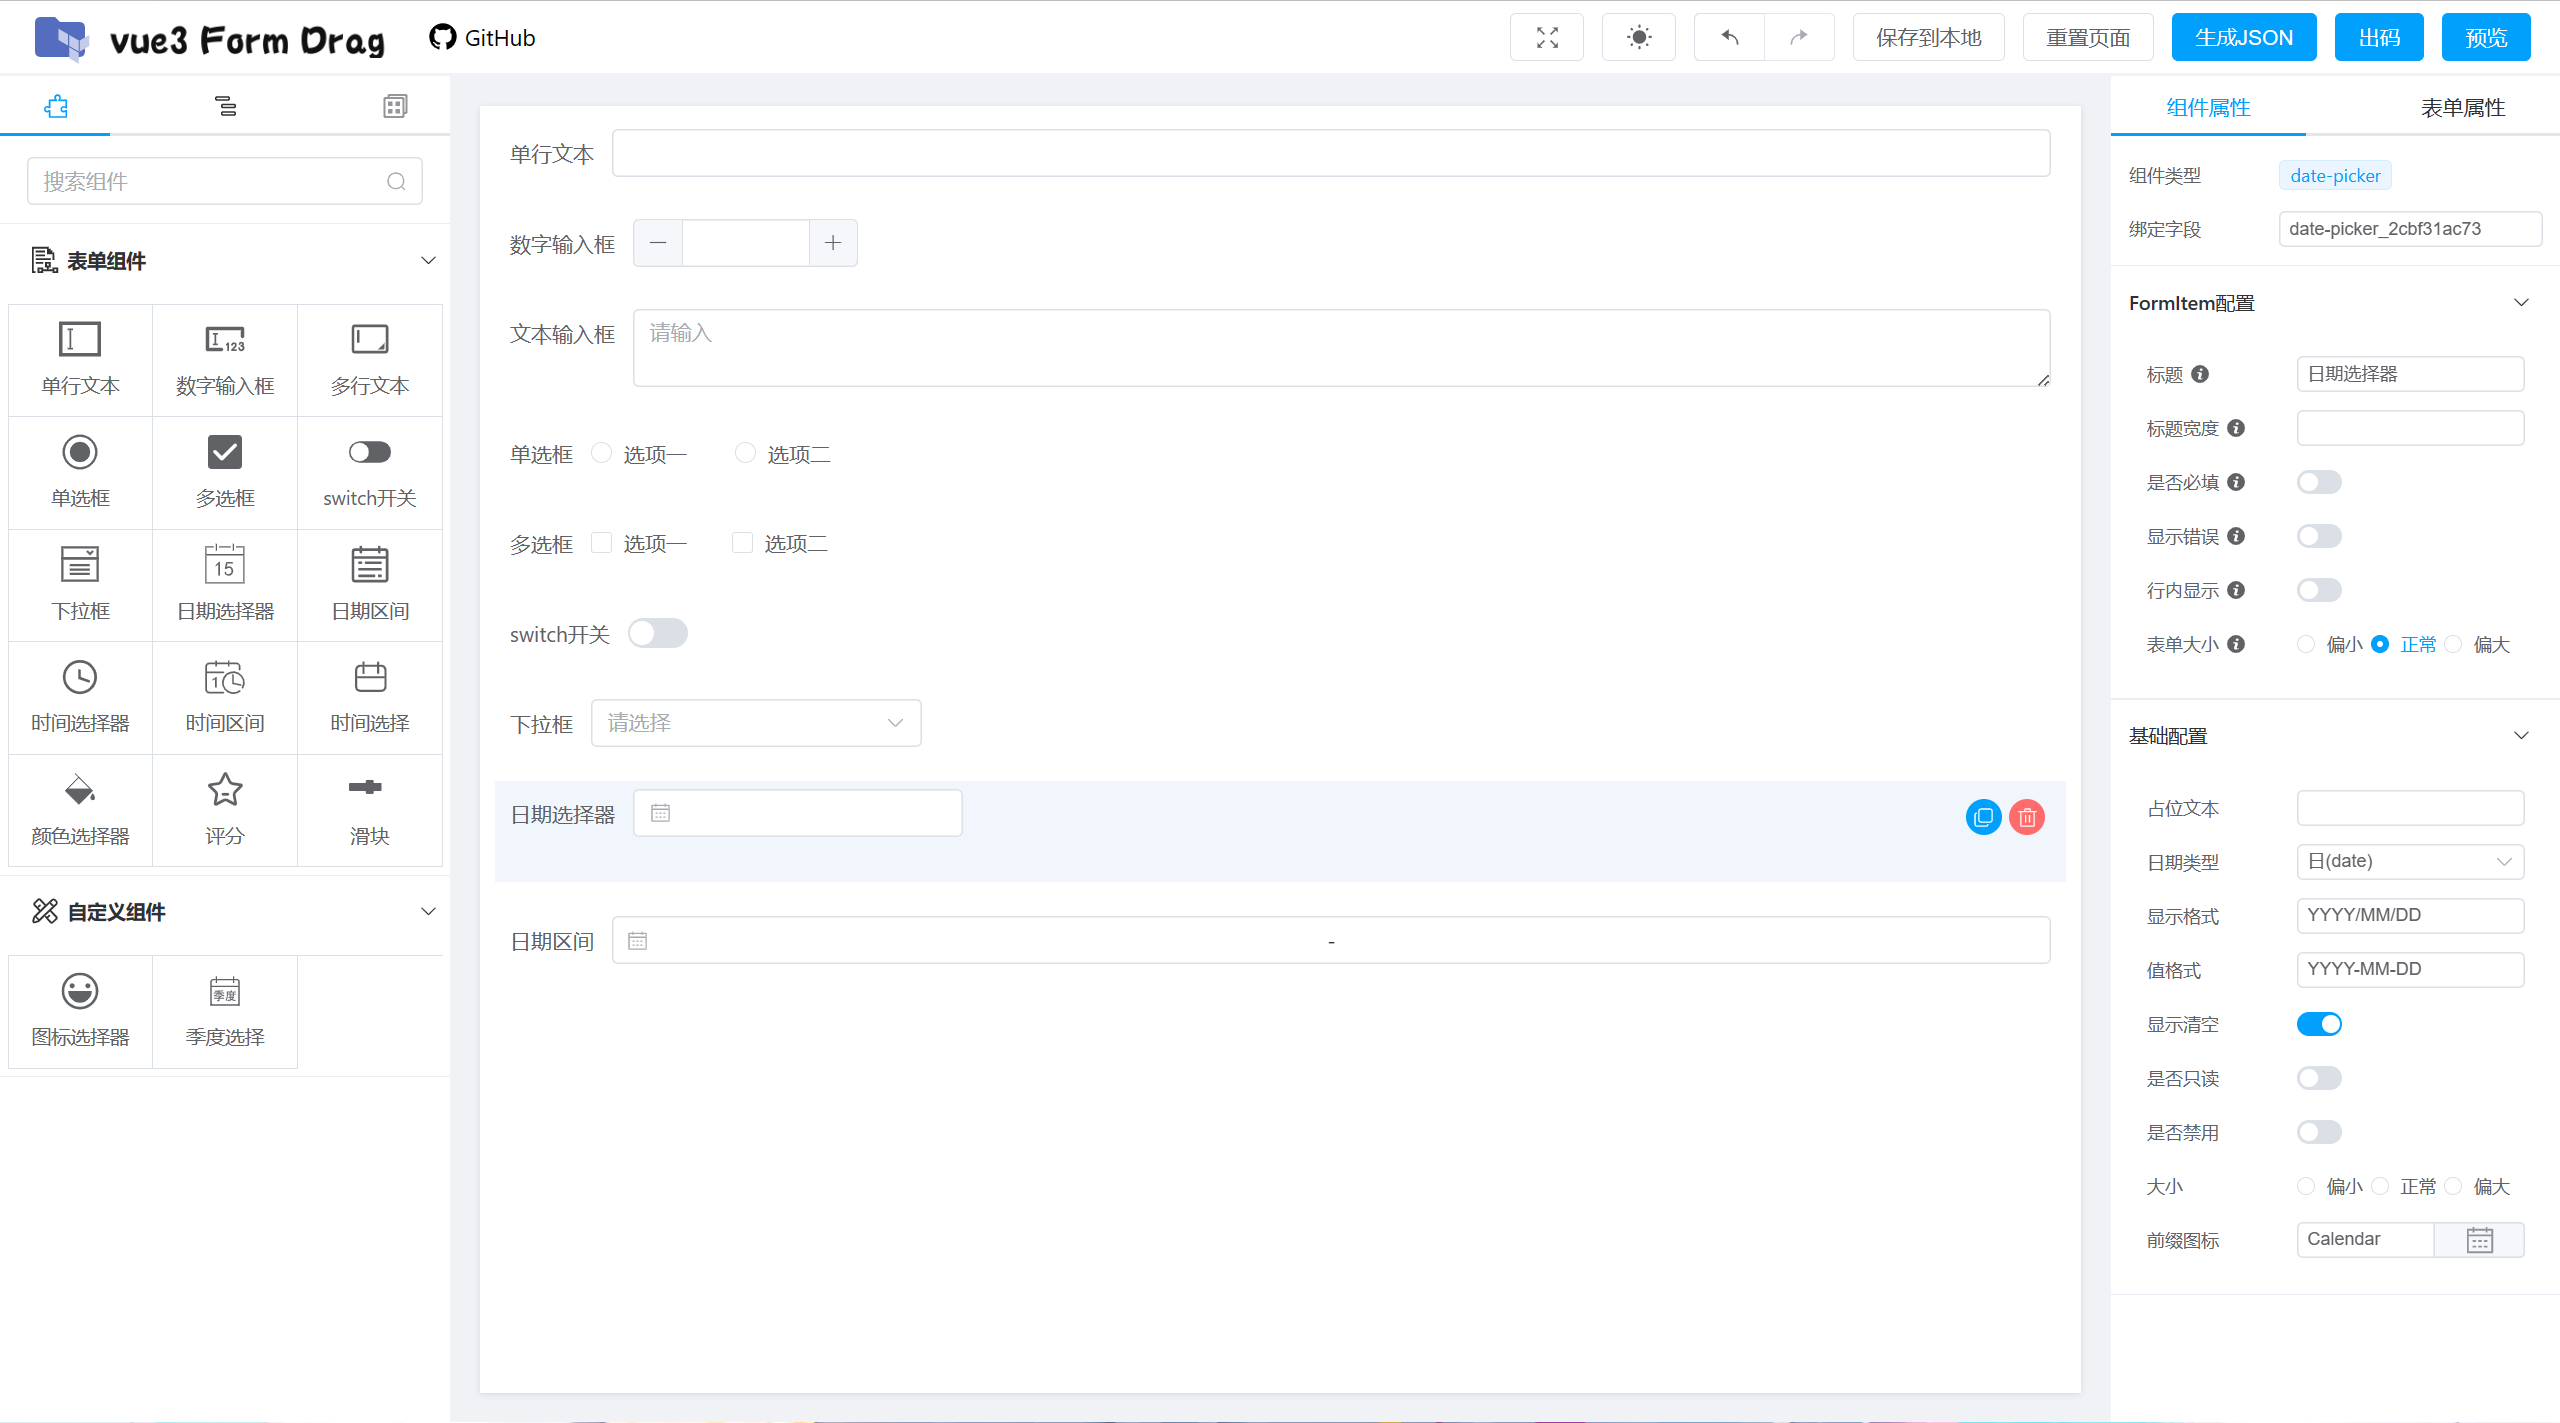 vue3 Form Drag
GitHub
保存到本地
重置页面
生成JSON
出码
预览
搜索组件
表单组件
单行文本
数字输入框
多行文本
单选框
多选框
switch开关
下拉框
15
日期选择器
日期区间
时间选择器
时间区间
时间选择
颜色选择器
评分
滑块
自定义组件
图标选择器
季度
季度选择
单行文本
数字输入框
文本输入框
请输入
单选框 选项一 选项二
多选框 选项一 选项二
switch开关
下拉框 请选择
日期选择器
日期区间 -
组件属性
表单属性
组件类型 date-picker
绑定字段 date-picker_2cbf31ac73
FormItem配置
标题 日期选择器
标题宽度
是否必填
显示错误
行内显示
表单大小 偏小 正常 偏大
基础配置
占位文本
日期类型 日(date)
显示格式 YYYY/MM/DD
值格式 YYYY-MM-DD
显示清空
是否只读
是否禁用
大小 偏小 正常 偏大
前缀图标 Calendar